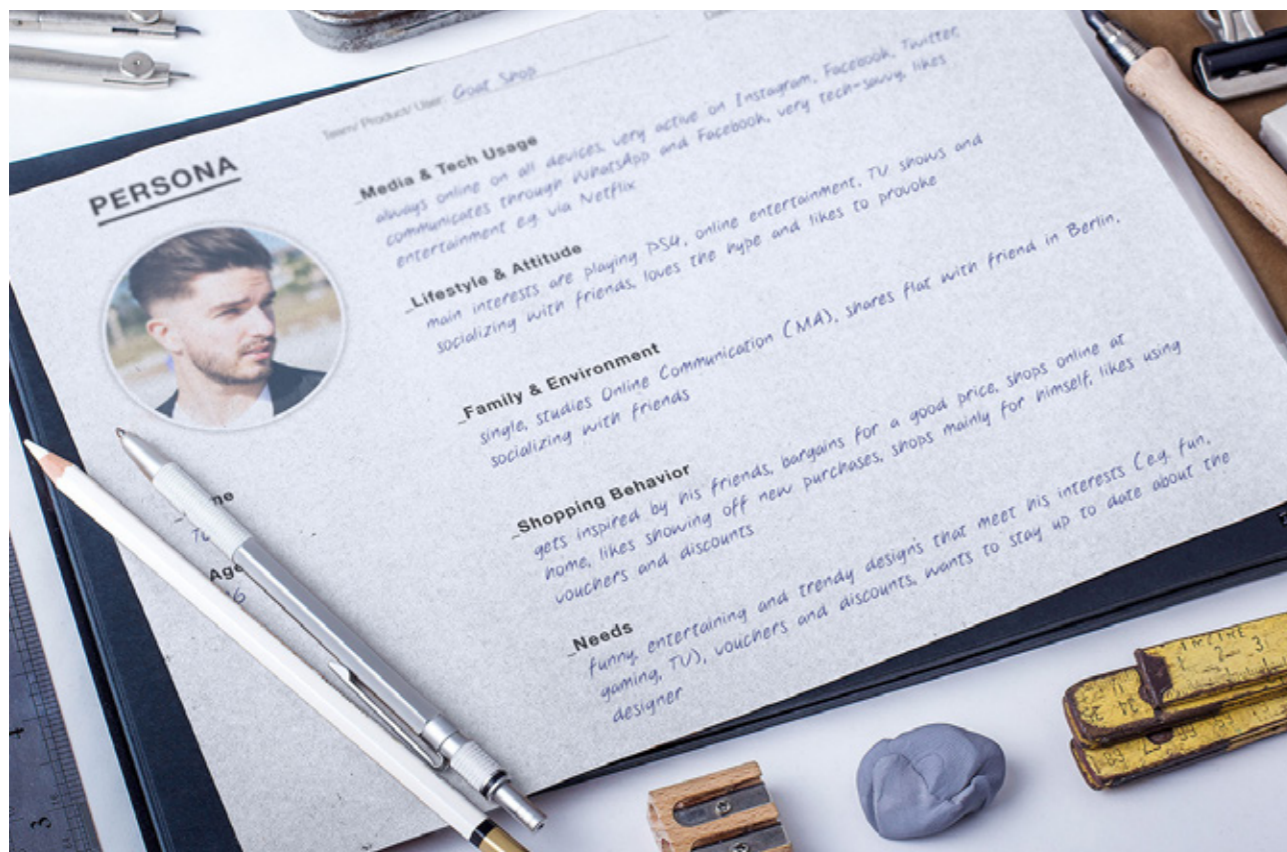 Team/ Product/ User: Goat Shop
PERSONA
_Media & Tech Usage
always online on all devices, very active on Instagram, Facebook, Twitter,
communicates through WhatsApp and Facebook, very tech-savvy, likes
entertainment e.g. via Netflix
_Lifestyle & Attitude
main interests are playing PS4, online entertainment, TV shows and
socializing with friends, loves the hype and likes to provoke
_Family & Environment
single, studies Online Communication (MA), shares flat with friend in Berlin,
socializing with friends
_Shopping Behavior
gets inspired by his friends, bargains for a good price, shops online at
home, likes showing off new purchases, shops mainly for himself, likes using
vouchers and discounts
_Needs
funny, entertaining and trendy designs that meet his interests (e.g. fun,
gaming, TV), vouchers and discounts, wants to stay up to date about the
designer
Age